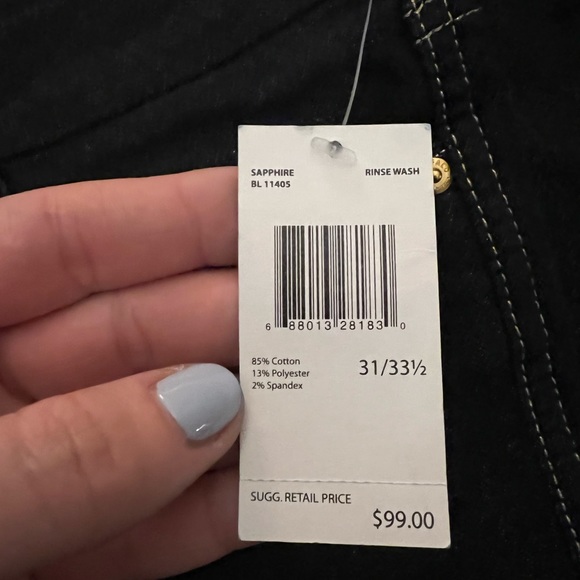 SAPPHIRE RINSE WASH
BL 11405
6 88013 28183 0
85% Cotton
13% Polyester
2% Spandex
31/33½
SUGG. RETAIL PRICE
$99.00